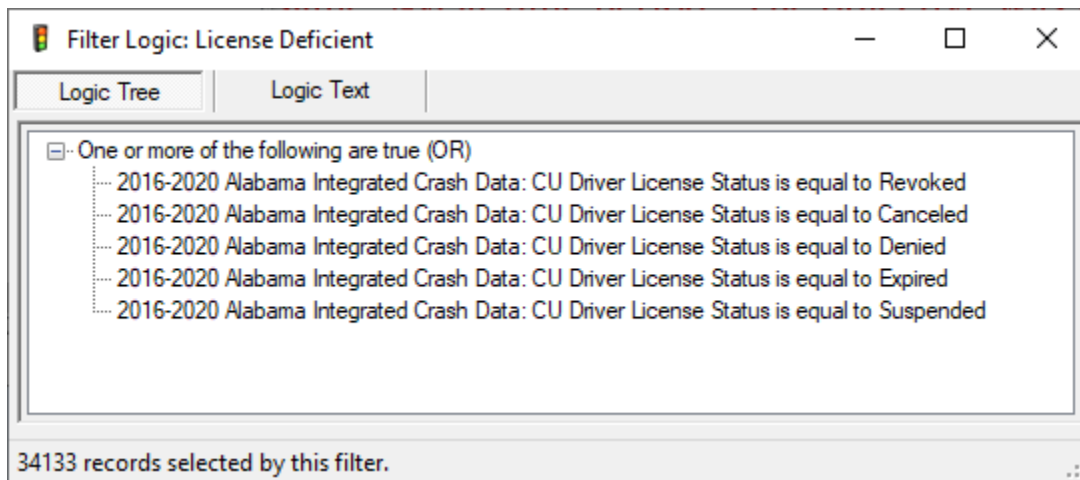 Filter Logic: License Deficient
Logic Tree
Logic Text
One or more of the following are true (OR)
2016-2020 Alabama Integrated Crash Data: CU Driver License Status is equal to Revoked
2016-2020 Alabama Integrated Crash Data: CU Driver License Status is equal to Canceled
2016-2020 Alabama Integrated Crash Data: CU Driver License Status is equal to Denied
2016-2020 Alabama Integrated Crash Data: CU Driver License Status is equal to Expired
2016-2020 Alabama Integrated Crash Data: CU Driver License Status is equal to Suspended
34133 records selected by this filter.